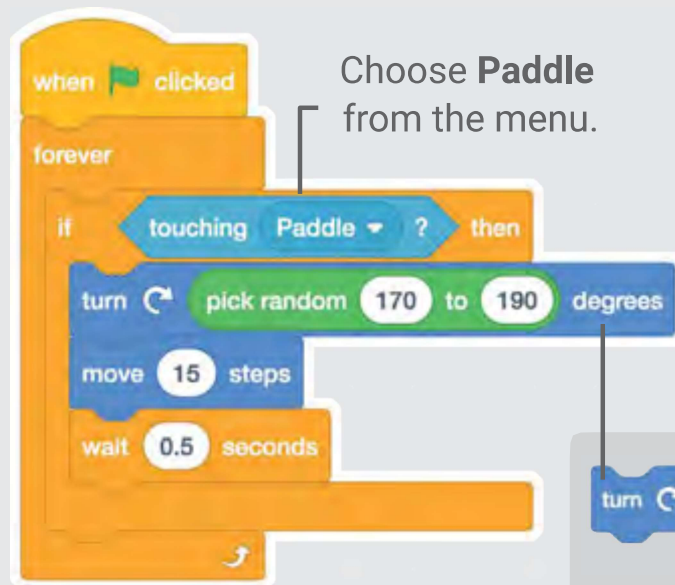 when clicked
Choose Paddle
from the menu.
forever
if touching Paddle ? then
turn pick random 170 to 190 degrees
move 15 steps
wait 0.5 seconds
turn